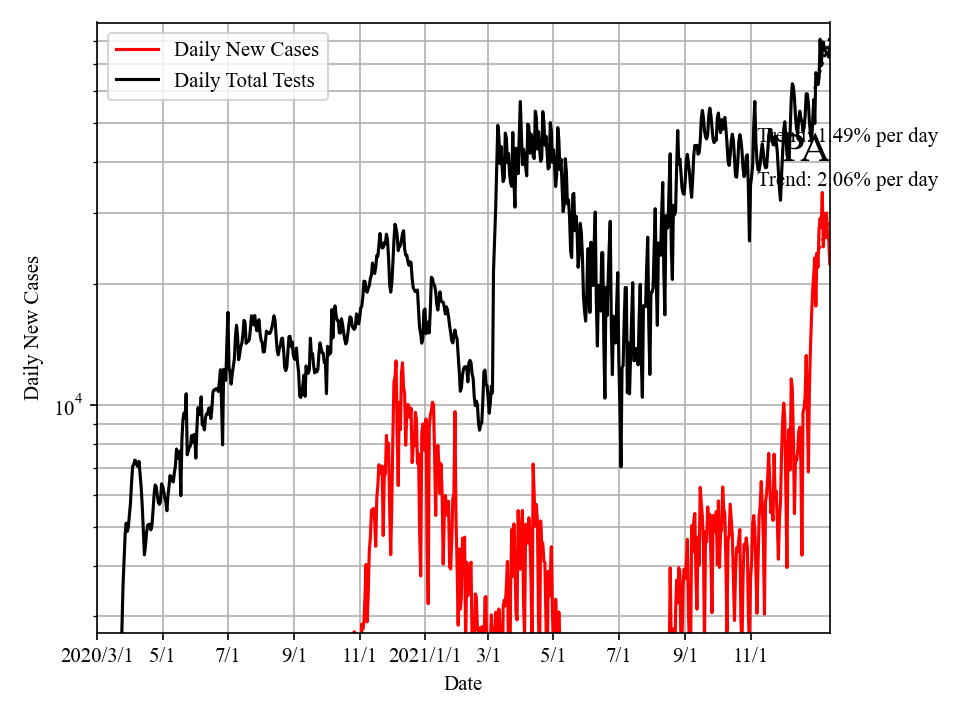 Daily New Cases
Daily Total Tests
Trend: 1.49% per day
PA
Trend: 2.06% per day
Daily New Cases
10^4
2020/3/1 5/1 7/1 9/1 11/1 2021/1/1 3/1 5/1 7/1 9/1 11/1
Date